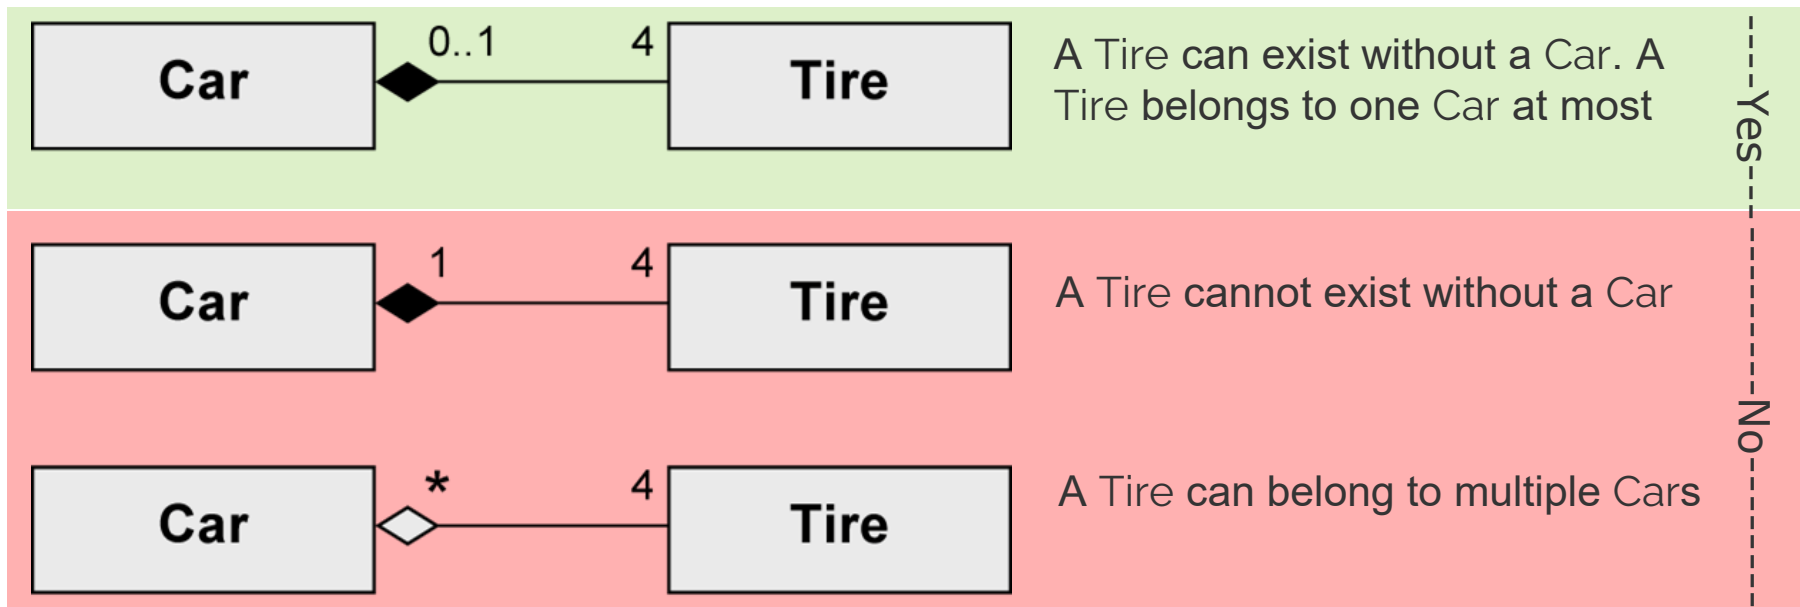 Car 0..1 4 Tire
A Tire can exist without a Car. A
Tire belongs to one Car at most
Yes
Car 1 4 Tire
A Tire cannot exist without a Car
No
Car * 4 Tire
A Tire can belong to multiple Cars